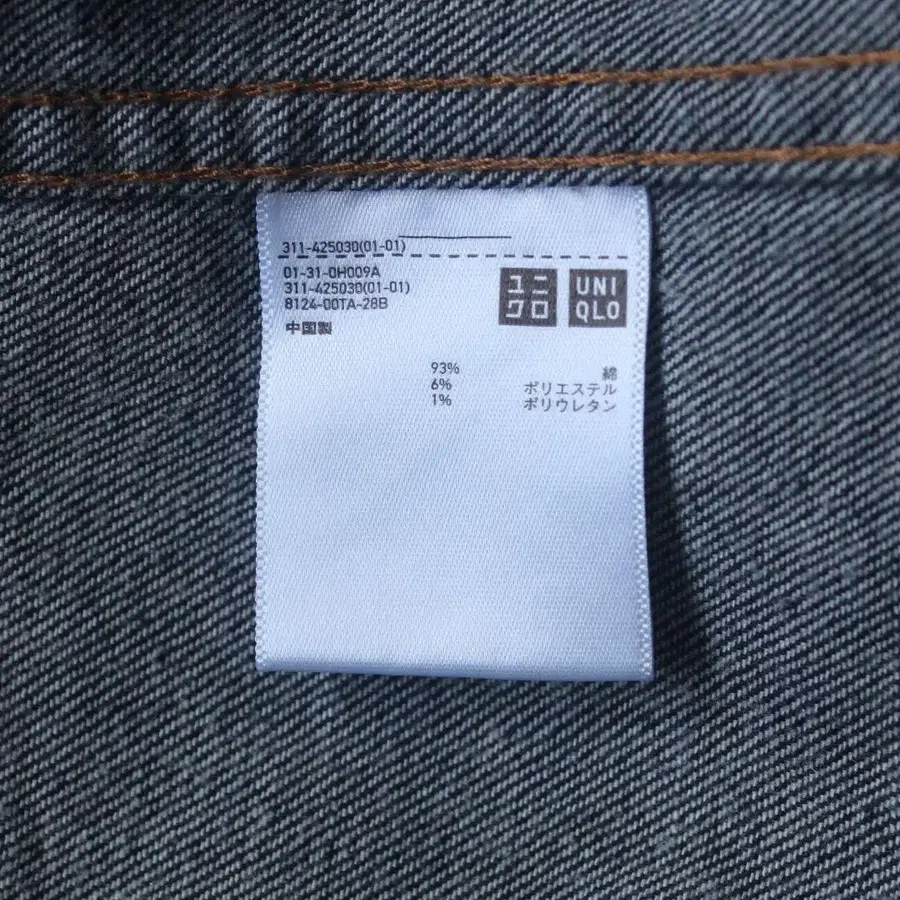 311-425030(01-01)
01-31-0H009A
311-425030(01-01)
8124-00TA-28B
中国製
ユニ
クロ
UNI
QLO
93% 綿
6% ポリエステル
1% ポリウレタン